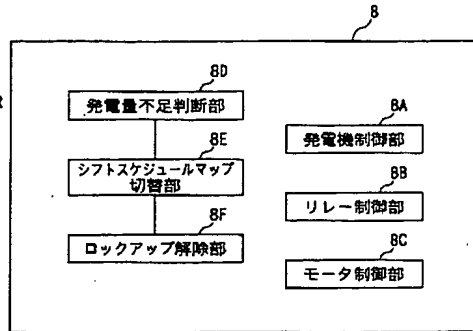 8
8D
発電量不足判断部
8E
シフトスケジュールマップ
切替部
8F
ロックアップ解除部
8A
発電機制御部
8B
リレー制御部
8C
モータ制御部